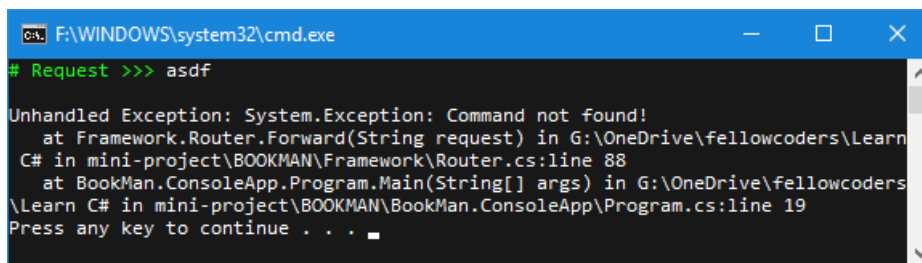 F:\WINDOWS\system32\cmd.exe
# Request >>> asdf
Unhandled Exception: System.Exception: Command not found!
   at Framework.Router.Forward(String request) in G:\OneDrive\fellowcoders\Learn
 C# in mini-project\BOOKMAN\Framework\Router.cs:line 88
   at BookMan.ConsoleApp.Program.Main(String[] args) in G:\OneDrive\fellowcoders
\Learn C# in mini-project\BOOKMAN\BookMan.ConsoleApp\Program.cs:line 19
Press any key to continue . . .